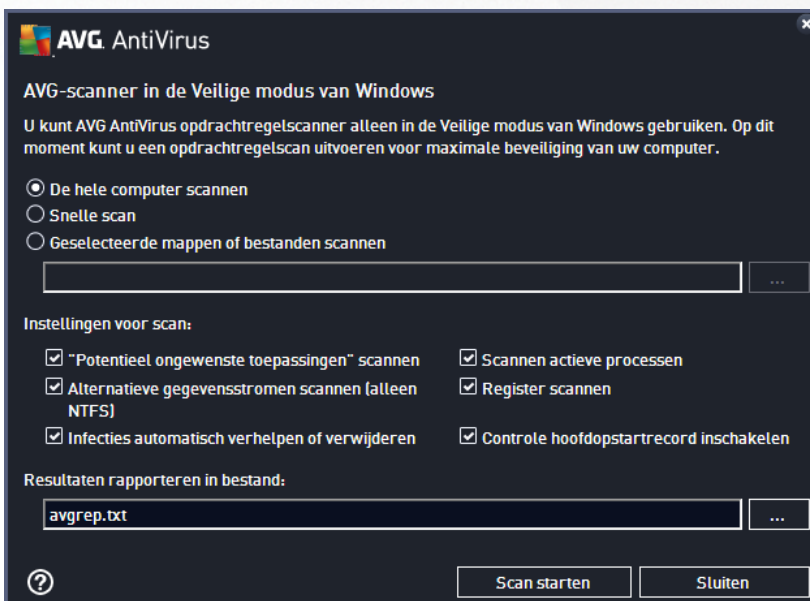 AVG. AntiVirus
AVG-scanner in de Veilige modus van Windows
U kunt AVG AntiVirus opdrachtregelscanner alleen in de Veilige modus van Windows gebruiken. Op dit
moment kunt u een opdrachtregelscan uitvoeren voor maximale beveiliging van uw computer.
De hele computer scannen
Snelle scan
Geselecteerde mappen of bestanden scannen
...
Instellingen voor scan:
"Potentieel ongewenste toepassingen" scannen
Scannen actieve processen
Alternatieve gegevensstromen scannen (alleen
NTFS)
Register scannen
Infecties automatisch verhelpen of verwijderen
Controle hoofdopstartrecord inschakelen
Resultaten rapporteren in bestand:
avgrep.txt
...
?
Scan starten
Sluiten